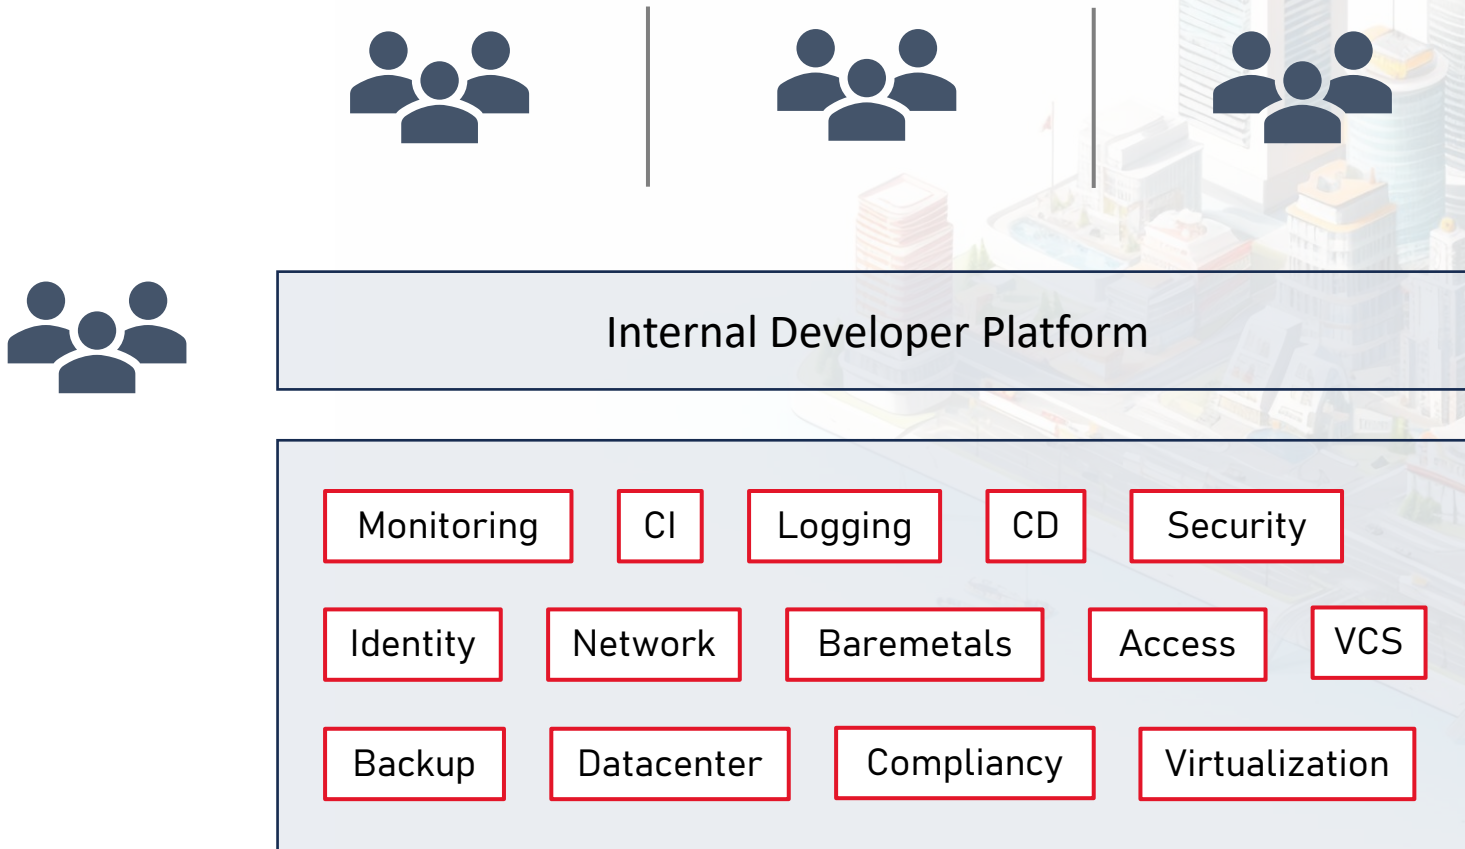 Internal Developer Platform
Monitoring CI Logging CD Security
Identity Network Baremetals Access VCS
Backup Datacenter Compliancy Virtualization